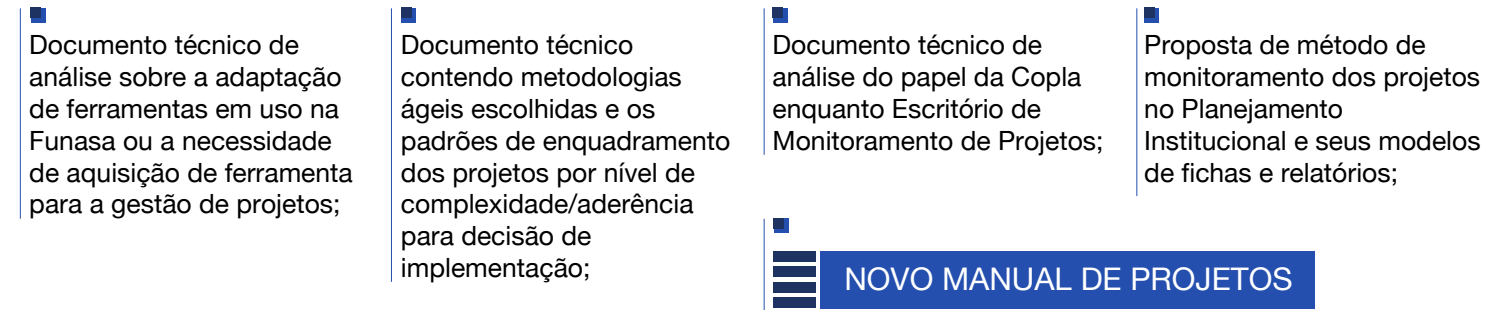 Documento técnico de
análise sobre a adaptação
de ferramentas em uso na
Funasa ou a necessidade
de aquisição de ferramenta
para a gestão de projetos;
Documento técnico
contendo metodologias
ágeis escolhidas e os
padrões de enquadramento
dos projetos por nível de
complexidade/aderência
para decisão de
implementação;
Documento técnico de
análise do papel da Copla
enquanto Escritório de
Monitoramento de Projetos;
Proposta de método de
monitoramento dos projetos
no Planejamento
Institucional e seus modelos
de fichas e relatórios;
NOVO MANUAL DE PROJETOS